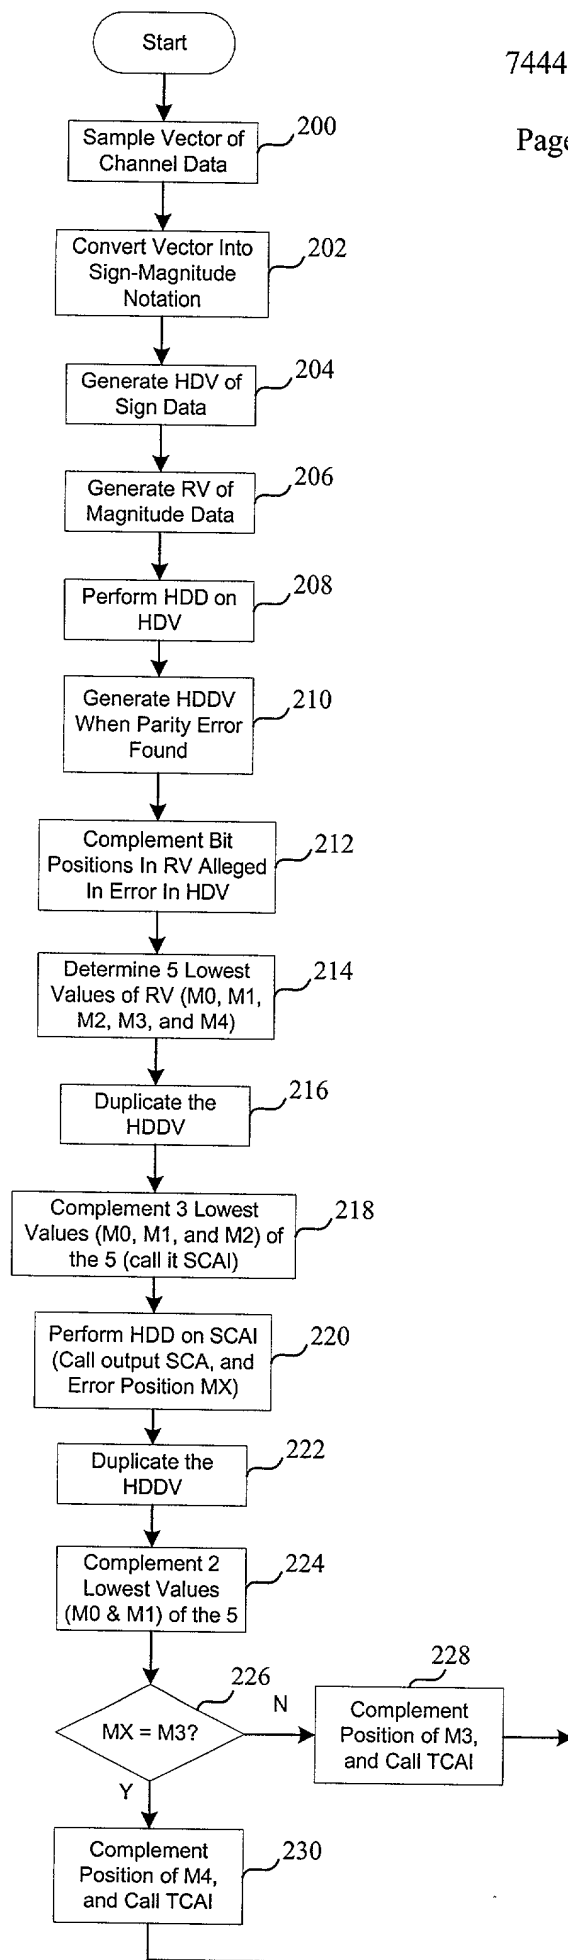 Start
7444
Page
Sample Vector of
Channel Data
200
Convert Vector Into
Sign-Magnitude
Notation
202
Generate HDV of
Sign Data
204
Generate RV of
Magnitude Data
206
Perform HDD on
HDV
208
Generate HDDV
When Parity Error
Found
210
Complement Bit
Positions In RV Alleged
In Error In HDV
212
Determine 5 Lowest
Values of RV (M0, M1,
M2, M3, and M4)
214
Duplicate the
HDDV
216
Complement 3 Lowest
Values (M0, M1, and M2) of
the 5 (call it SCAI)
218
Perform HDD on SCAI
(Call output SCA, and
Error Position MX)
220
Duplicate the
HDDV
222
Complement 2
Lowest Values
(M0 & M1) of the 5
224
MX = M3?
226
N
Y
228
Complement
Position of M3,
and Call TCAI
Complement
Position of M4,
and Call TCAI
230